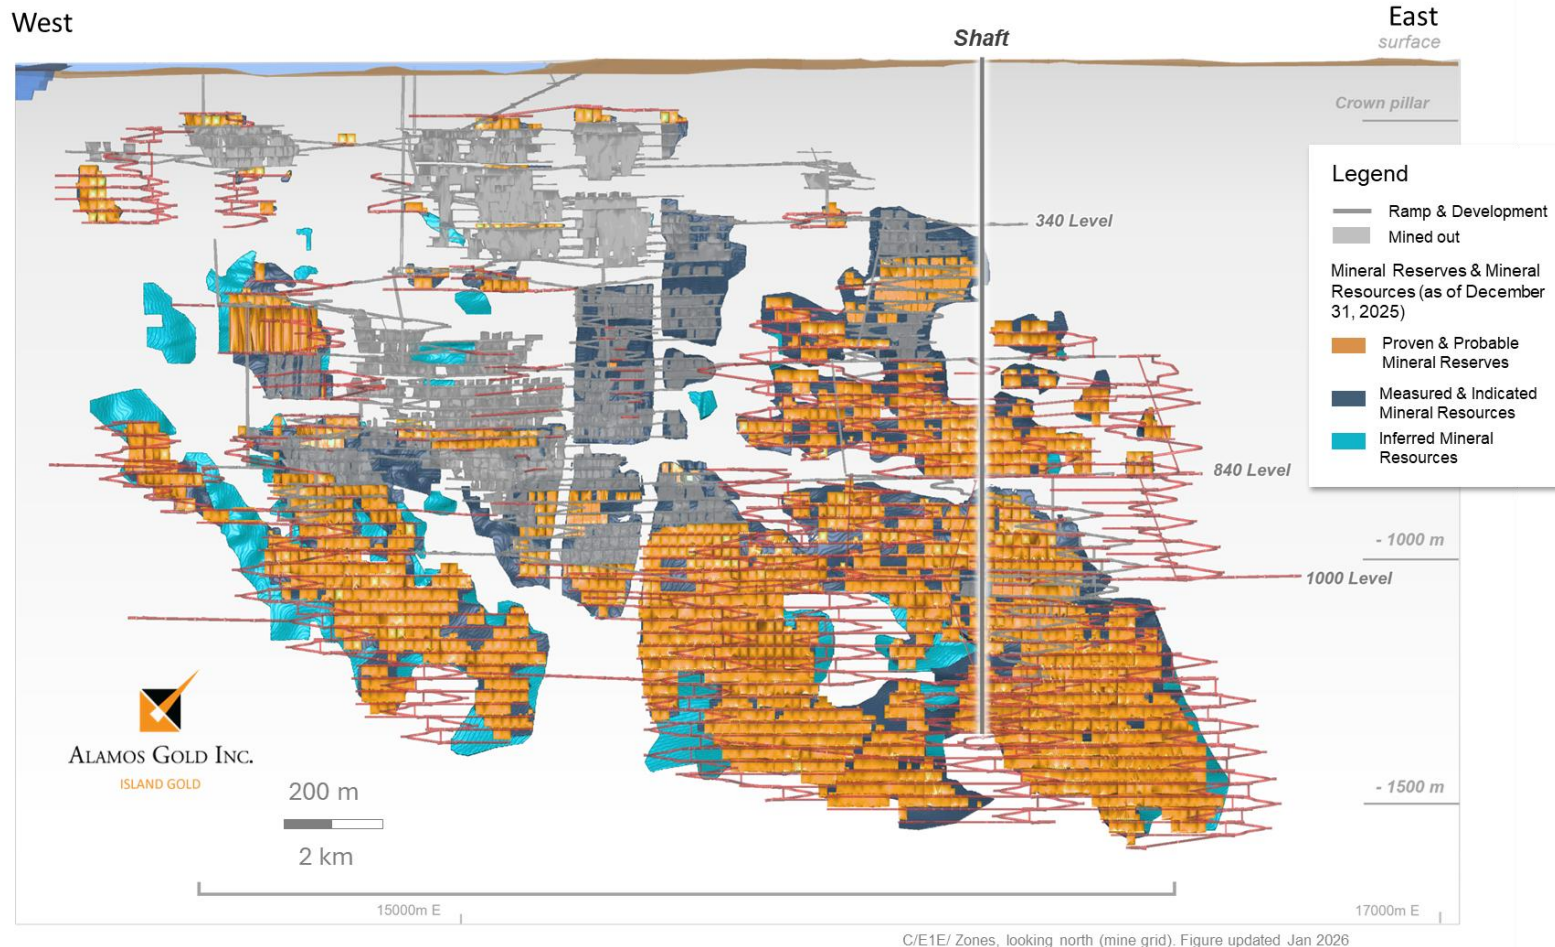 West
East
surface
Shaft
Crown pillar
Legend
Ramp & Development
Mined out
Mineral Reserves & Mineral
Resources (as of December
31, 2025)
Proven & Probable
Mineral Reserves
Measured & Indicated
Mineral Resources
Inferred Mineral
Resources
340 Level
840 Level
- 1000 m
1000 Level
- 1500 m
ALAMOS GOLD INC.
ISLAND GOLD
200 m
2 km
15000m E
17000m E
C/E1E/ Zones, looking north (mine grid). Figure updated Jan 2026